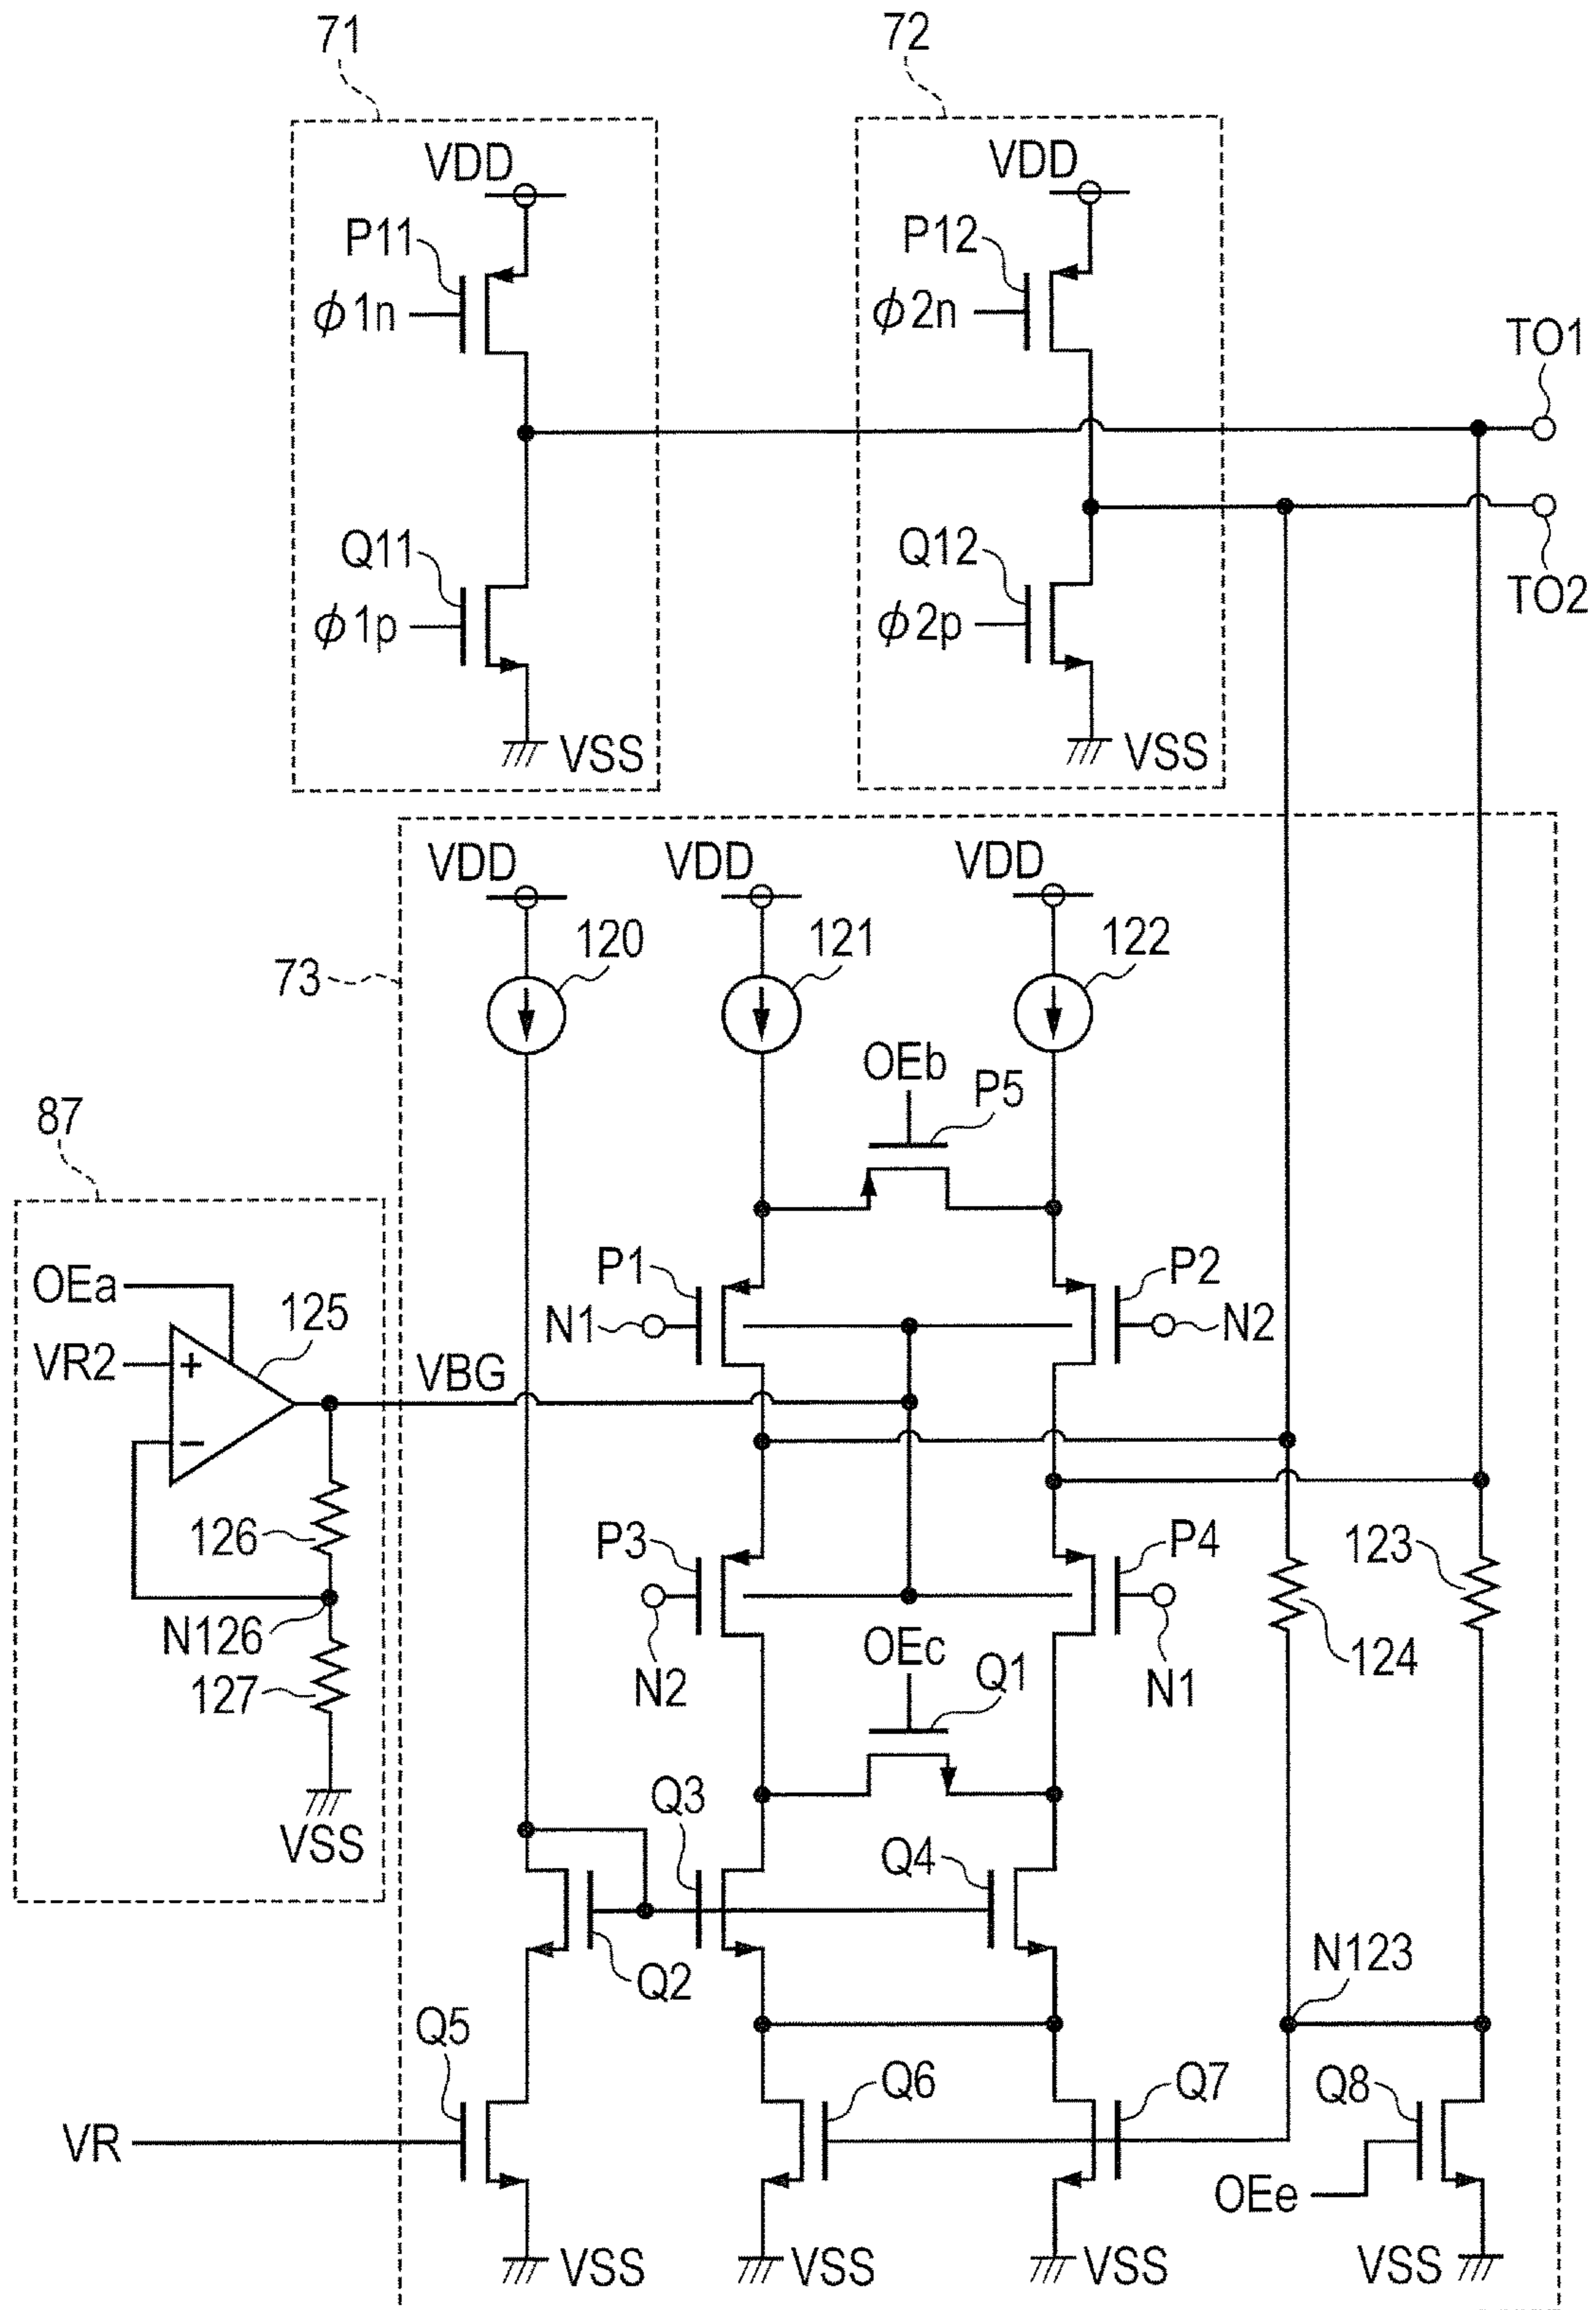 71
72
VDD
VDD
P11
P12
ϕ1n
ϕ2n
TO1
Q11
Q12
TO2
ϕ1p
ϕ2p
VSS
VSS
VDD
VDD
VDD
120
121
122
73
OEb
P5
87
P1
P2
OEa
125
N1
N2
VR2
+
VBG
−
P3
P4
126
123
N126
OEc
124
127
N2
Q1
N1
Q3
VSS
Q4
N123
Q2
Q5
Q6
Q7
Q8
VR
OEe
VSS
VSS
VSS
VSS